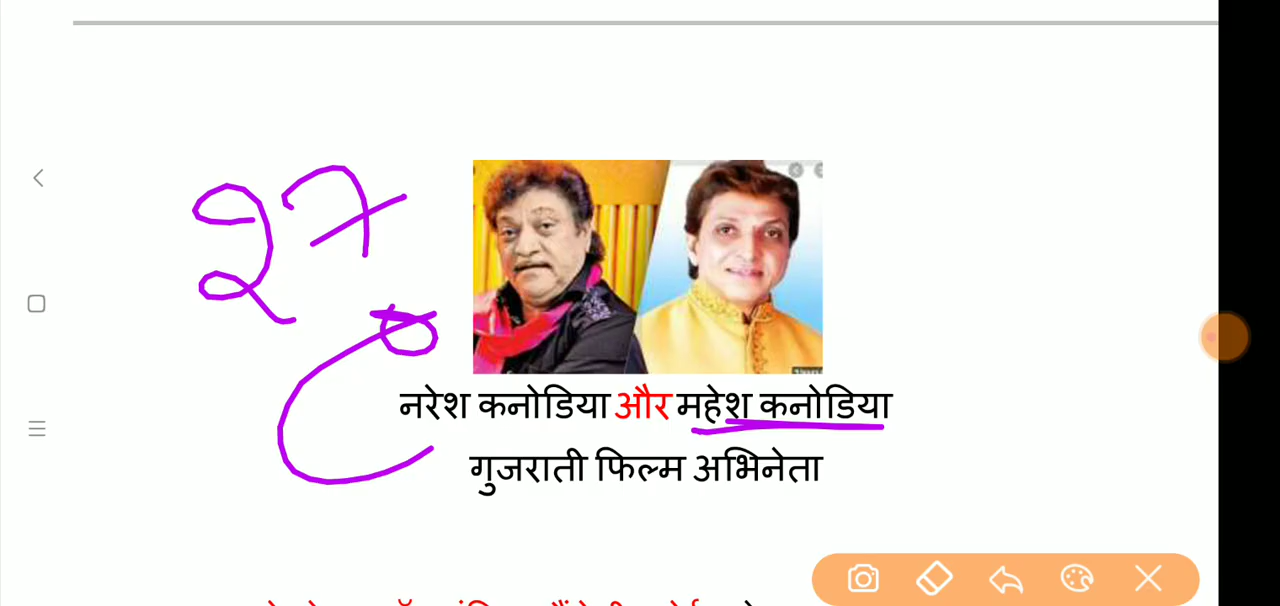 27
नरेश कनोडिया और महेश कनोडिया
गुजराती फिल्म अभिनेता